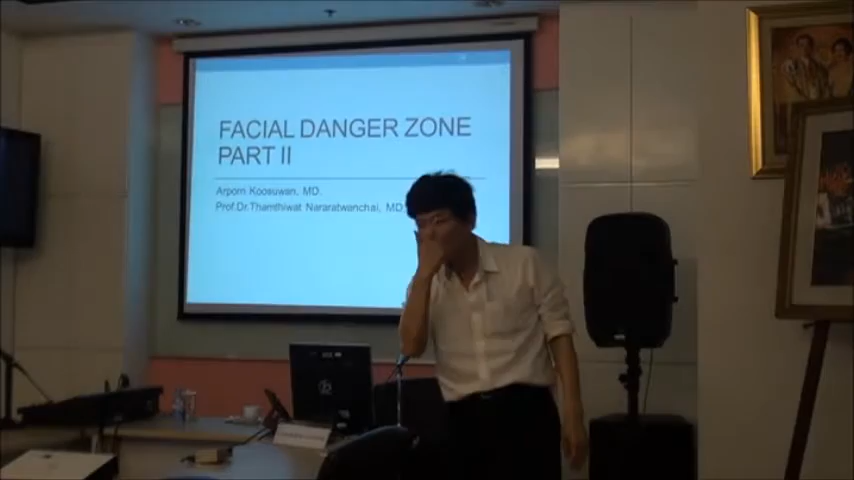 FACIAL DANGER ZONE
PART II
Arporn Koosuwan, MD.
Prof.Dr.Thamthiwat Nararatwanchai, MD